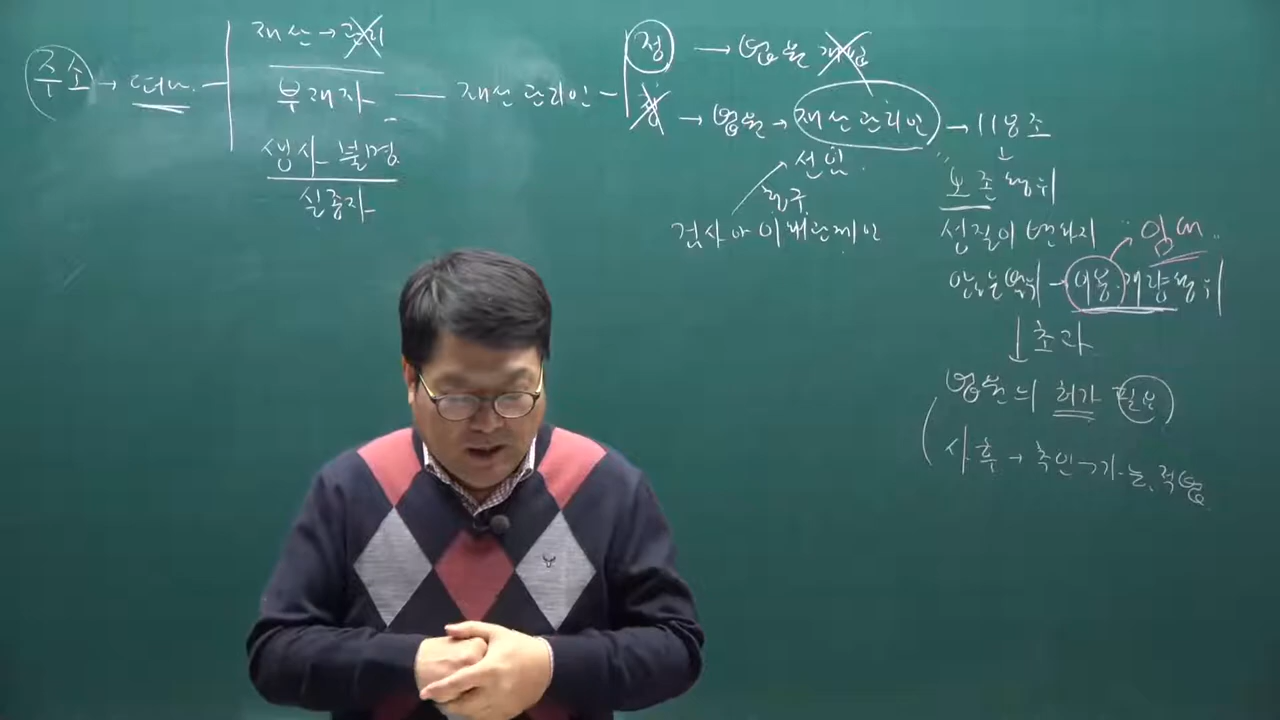 주소 → 떠나
재산 → 관리
부재자 — 재산관리인
생사 불명
실종자
정 → 법원 개입
정 → 법원 → 재산관리인 → 118조
선임
청구
검사 or 이해관계인
보존행위
성질이 변하지
않는 범위 - 이용·개량행위
임대
↓ 초과
법원의 허가 필요
사후 → 추인 → 가능, 적법